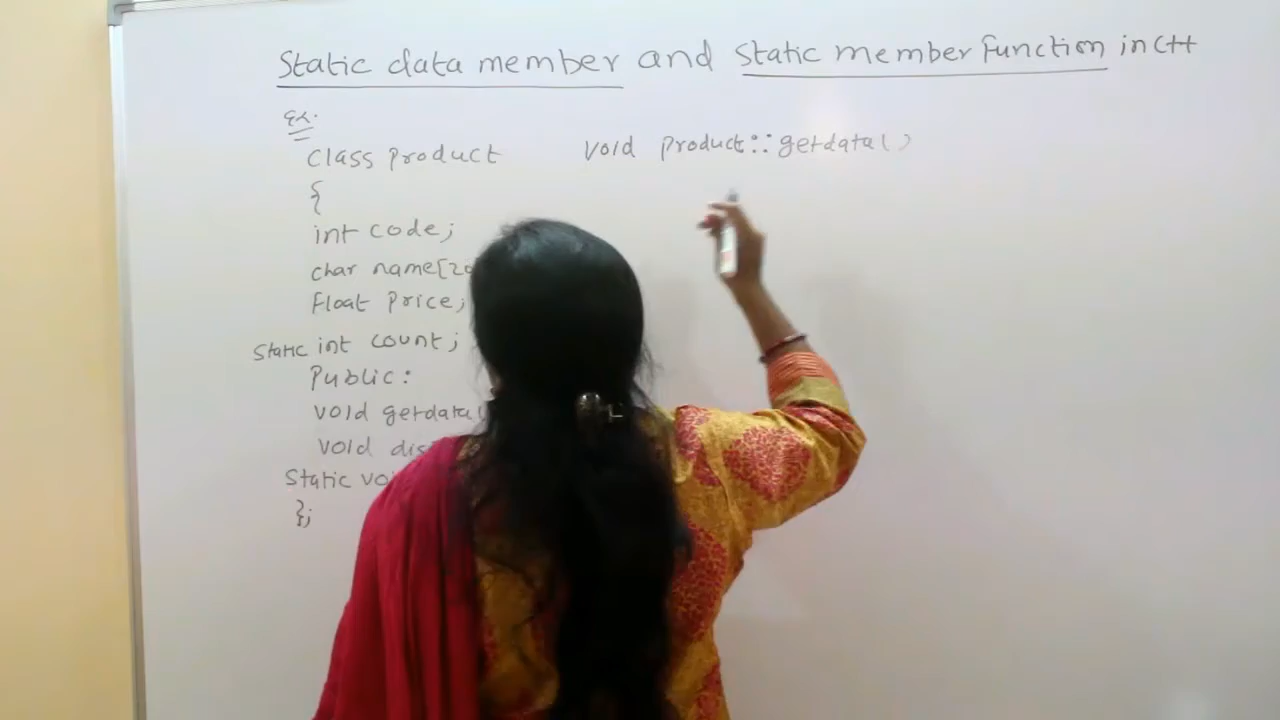 Static data member and Static member function in C++
Ex.
Class product
{
int code;
char name[20
float price;
Static int count;
Public:
void getdata(
void dis
Static vo
};
void product::getdata()